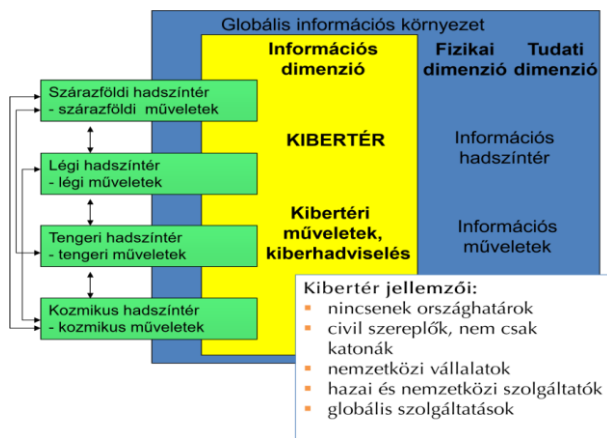 Globális információs környezet
Információs
dimenzió
Fizikai
dimenzió
Tudati
dimenzió
Szárazföldi hadszíntér
- szárazföldi műveletek
KIBERTÉR
Információs
hadszíntér
Légi hadszíntér
- légi műveletek
Kibertéri
műveletek,
kiberhadviselés
Információs
műveletek
Tengeri hadszíntér
- tengeri műveletek
Kozmikus hadszíntér
- kozmikus műveletek
Kibertér jellemzői:
▪ nincsenek országhatárok
▪ civil szereplők, nem csak
katonák
▪ nemzetközi vállalatok
▪ hazai és nemzetközi szolgáltatók
▪ globális szolgáltatások